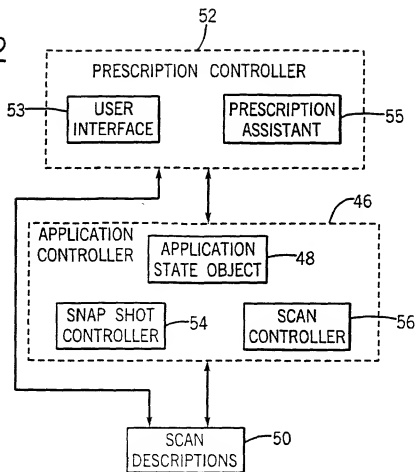 2
52
PRESCRIPTION CONTROLLER
53
USER
INTERFACE
PRESCRIPTION
ASSISTANT
55
46
APPLICATION
CONTROLLER
APPLICATION
STATE OBJECT
48
SNAP SHOT
CONTROLLER
54
SCAN
CONTROLLER
56
SCAN
DESCRIPTIONS
50